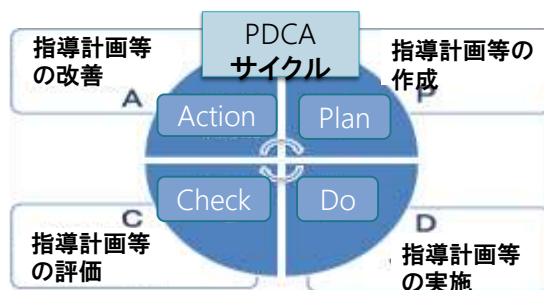 PDCA
サイクル
指導計画等
の改善
A
Action
指導計画等の
作成
P
Plan
Check
C
指導計画等
の評価
Do
D
指導計画等
の実施